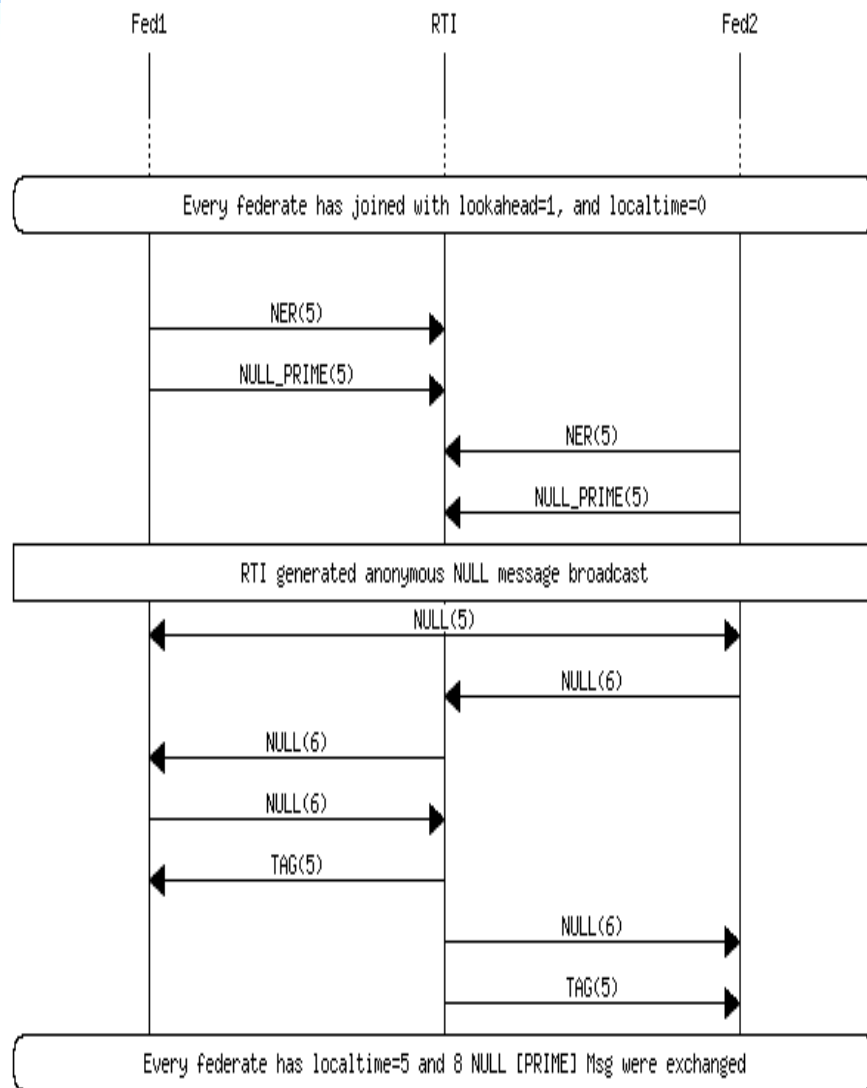 Fed1 RTI Fed2
Every federate has joined with lookahead=1, and localtime=0
NER(5)
NULL_PRIME(5)
NER(5)
NULL_PRIME(5)
RTI generated anonymous NULL message broadcast
NULL(5)
NULL(6)
NULL(6)
NULL(6)
TAG(5)
NULL(6)
TAG(5)
Every federate has localtime=5 and 8 NULL [PRIME] Msg were exchanged